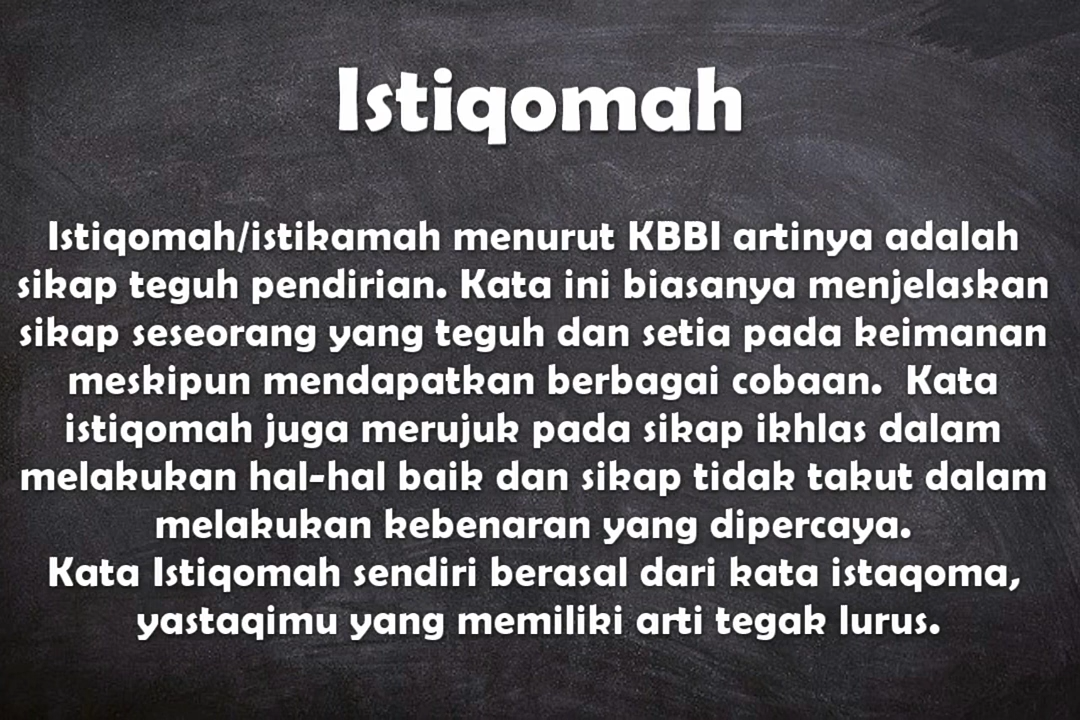 Istiqomah
Istiqomah/istikamah menurut KBBI artinya adalah
sikap teguh pendirian. Kata ini biasanya menjelaskan
sikap seseorang yang teguh dan setia pada keimanan
meskipun mendapatkan berbagai cobaan.  Kata
istiqomah juga merujuk pada sikap ikhlas dalam
melakukan hal-hal baik dan sikap tidak takut dalam
melakukan kebenaran yang dipercaya.
Kata Istiqomah sendiri berasal dari kata istaqoma,
yastaqimu yang memiliki arti tegak lurus.